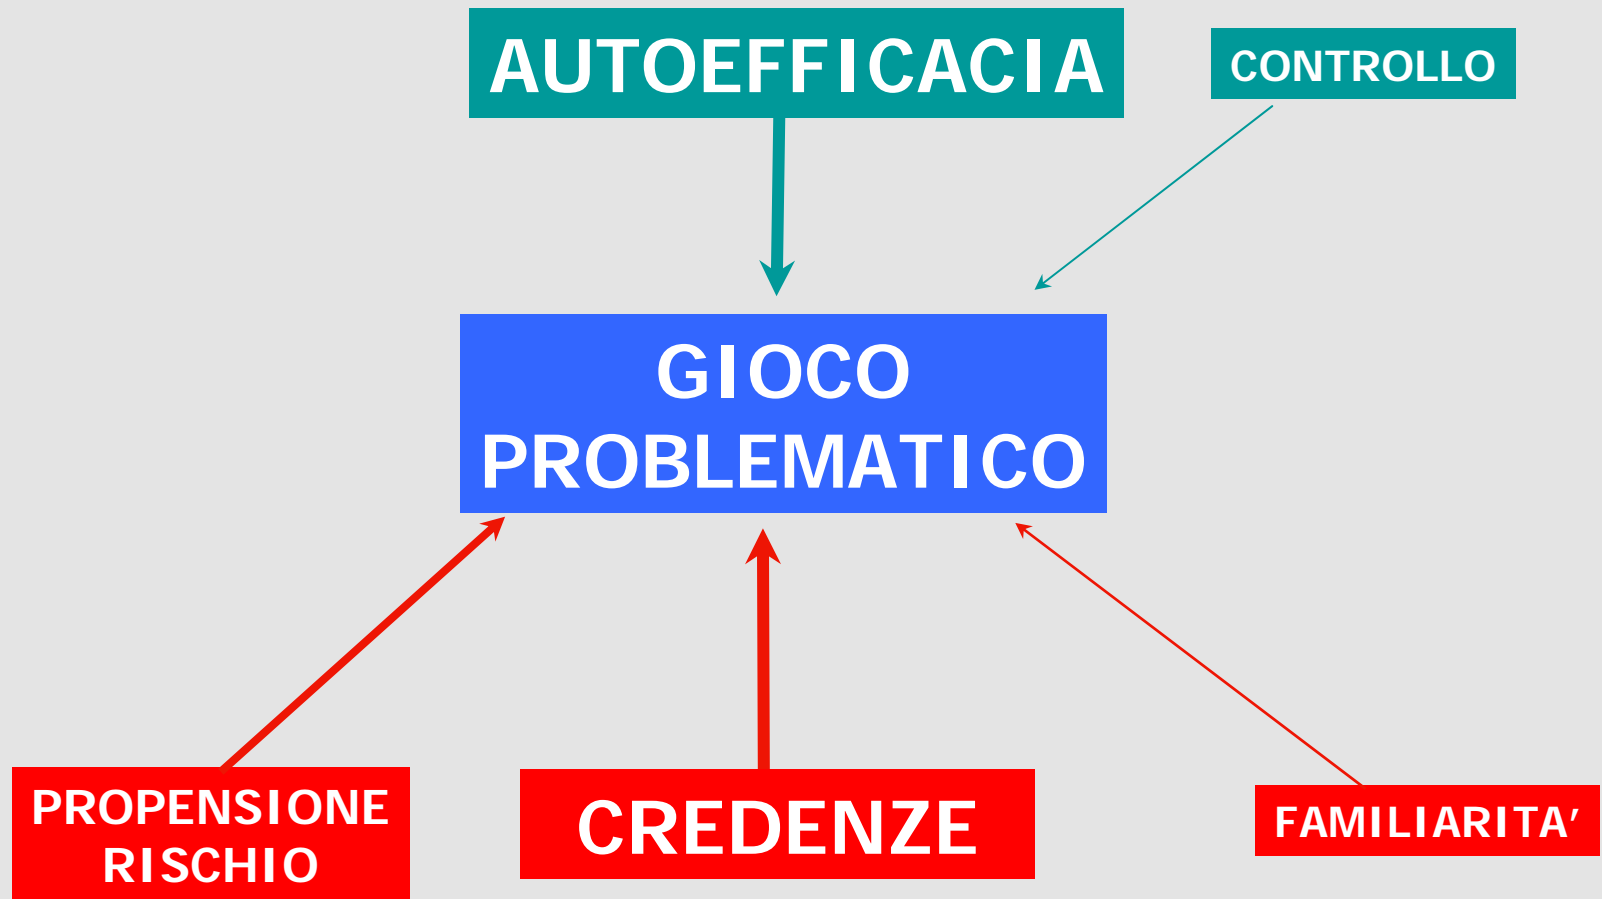 AUTOEFFICACIA
CONTROLLO
GIOCO
PROBLEMATICO
PROPENSIONE
RISCHIO
CREDENZE
FAMILIARITA’